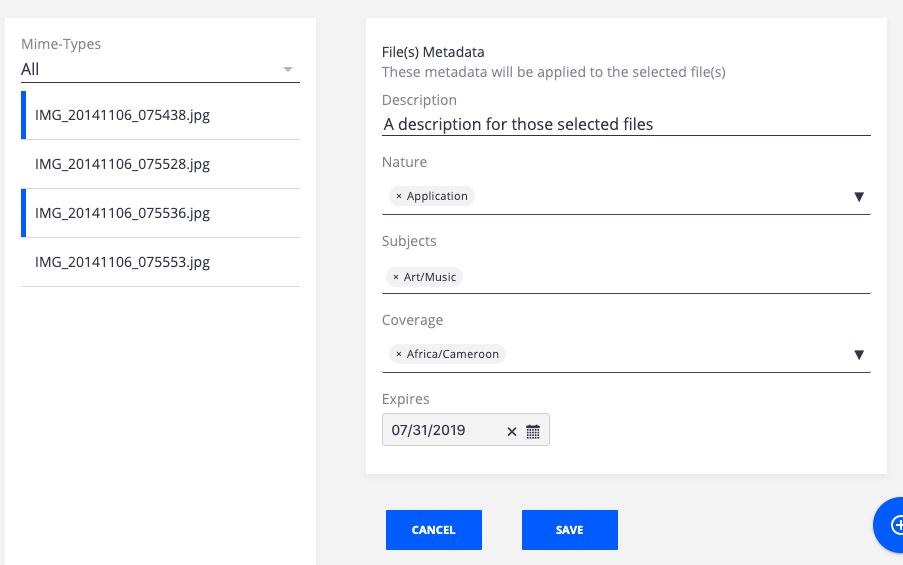 Mime-Types
All
IMG_20141106_075438.jpg
IMG_20141106_075528.jpg
IMG_20141106_075536.jpg
IMG_20141106_075553.jpg
File(s) Metadata
These metadata will be applied to the selected file(s)
Description
A description for those selected files
Nature
× Application
Subjects
× Art/Music
Coverage
× Africa/Cameroon
Expires
07/31/2019
CANCEL
SAVE